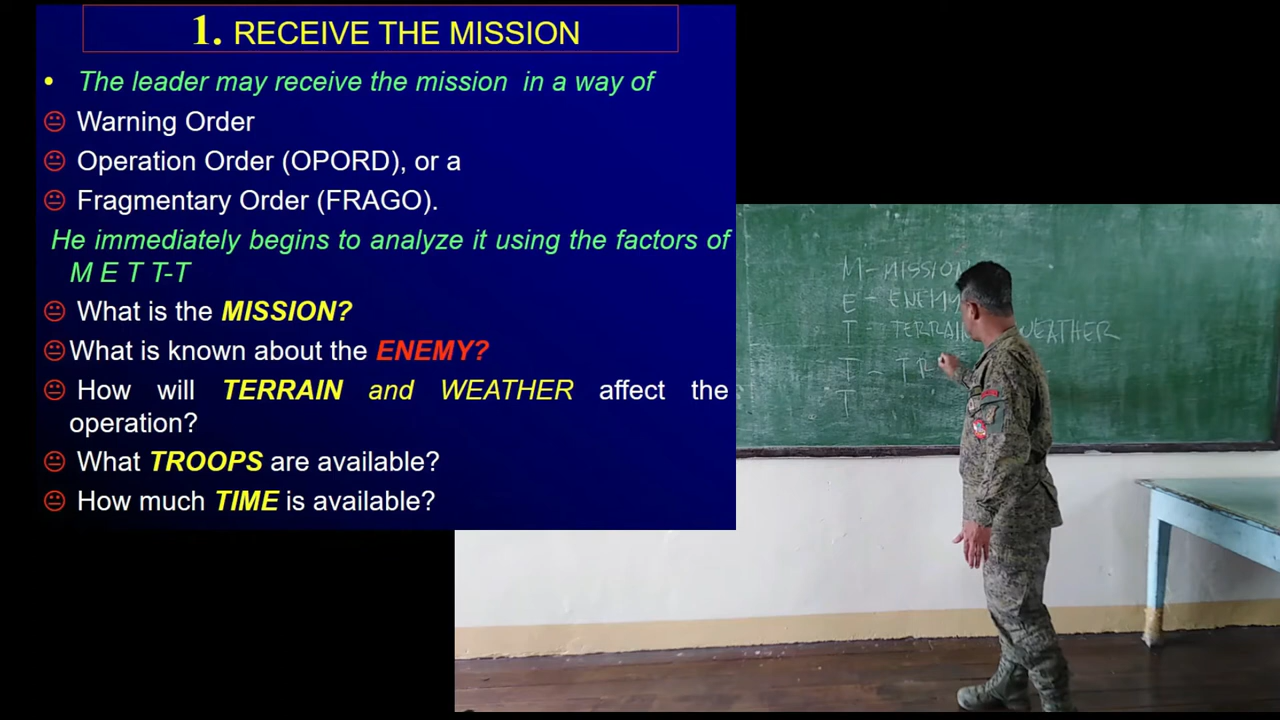 1. RECEIVE THE MISSION
The leader may receive the mission in a way of
Warning Order
Operation Order (OPORD), or a
Fragmentary Order (FRAGO).
He immediately begins to analyze it using the factors of
M E T T-T
What is the MISSION?
What is known about the ENEMY?
How will TERRAIN and WEATHER affect the
operation?
What TROOPS are available?
How much TIME is available?
M - MISSION
E - ENEMY
T - TERRAIN WEATHER
T - TR
T